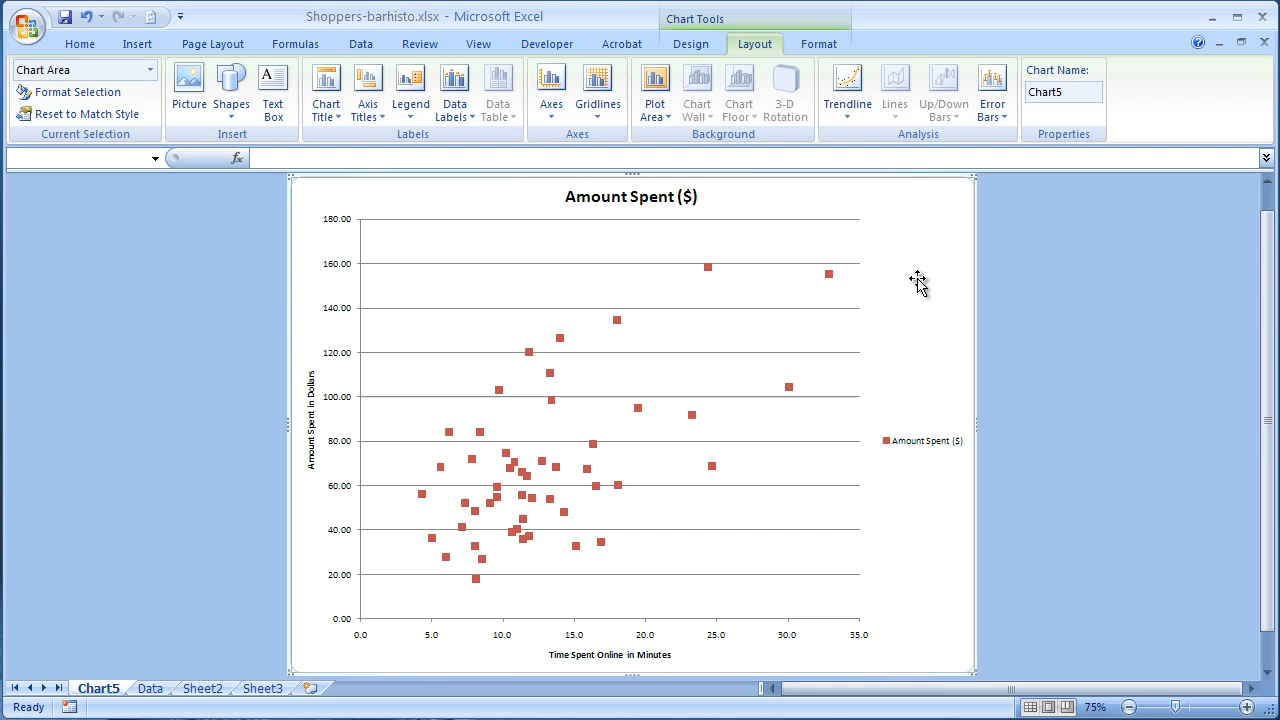 Shoppers-barhisto.xlsx - Microsoft Excel
Chart Tools
Home Insert Page Layout Formulas Data Review View Developer Acrobat Design Layout Format
Chart Area
Format Selection
Reset to Match Style
Current Selection
Picture
Shapes
Text Box
Insert
Chart Title
Axis Titles
Legend
Data Labels
Data Table
Labels
Axes
Gridlines
Axes
Plot Area
Chart Wall
Chart Floor
3-D Rotation
Background
Trendline
Lines
Up/Down Bars
Error Bars
Analysis
Chart Name:
Chart5
Properties
fx
Amount Spent ($)
180.00
160.00
140.00
120.00
100.00
80.00
60.00
40.00
20.00
0.00
Amount Spent in Dollars
Amount Spent ($)
0.0 5.0 10.0 15.0 20.0 25.0 30.0 35.0
Time Spent Online in Minutes
Chart5 Data Sheet2 Sheet3
Ready
75%